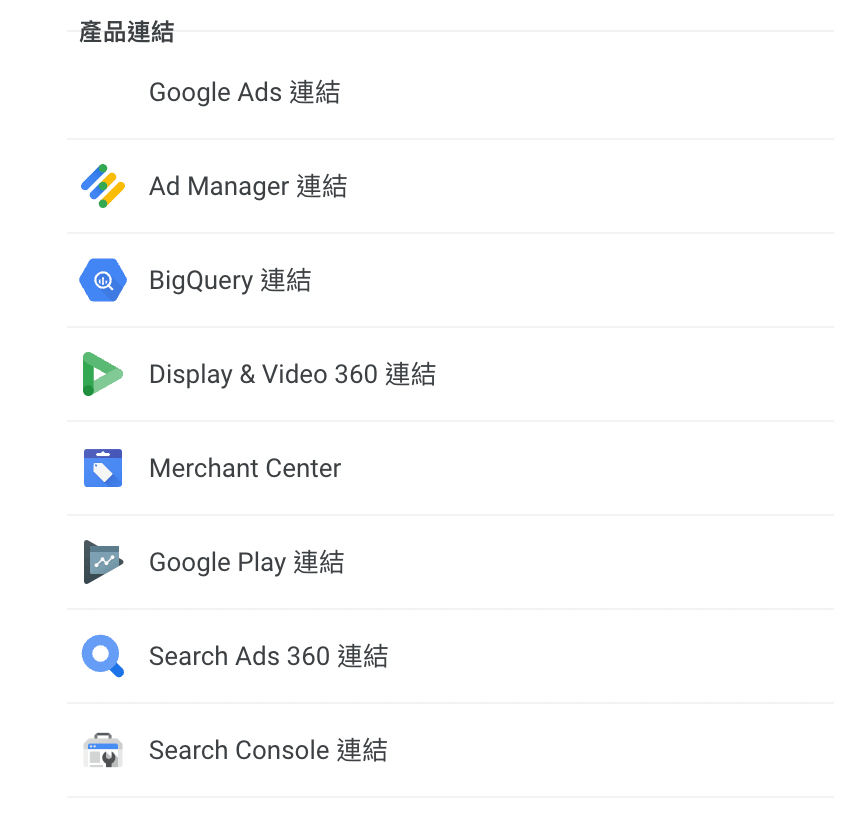 產品連結
Google Ads 連結
Ad Manager 連結
BigQuery 連結
Display & Video 360 連結
Merchant Center
Google Play 連結
Search Ads 360 連結
Search Console 連結